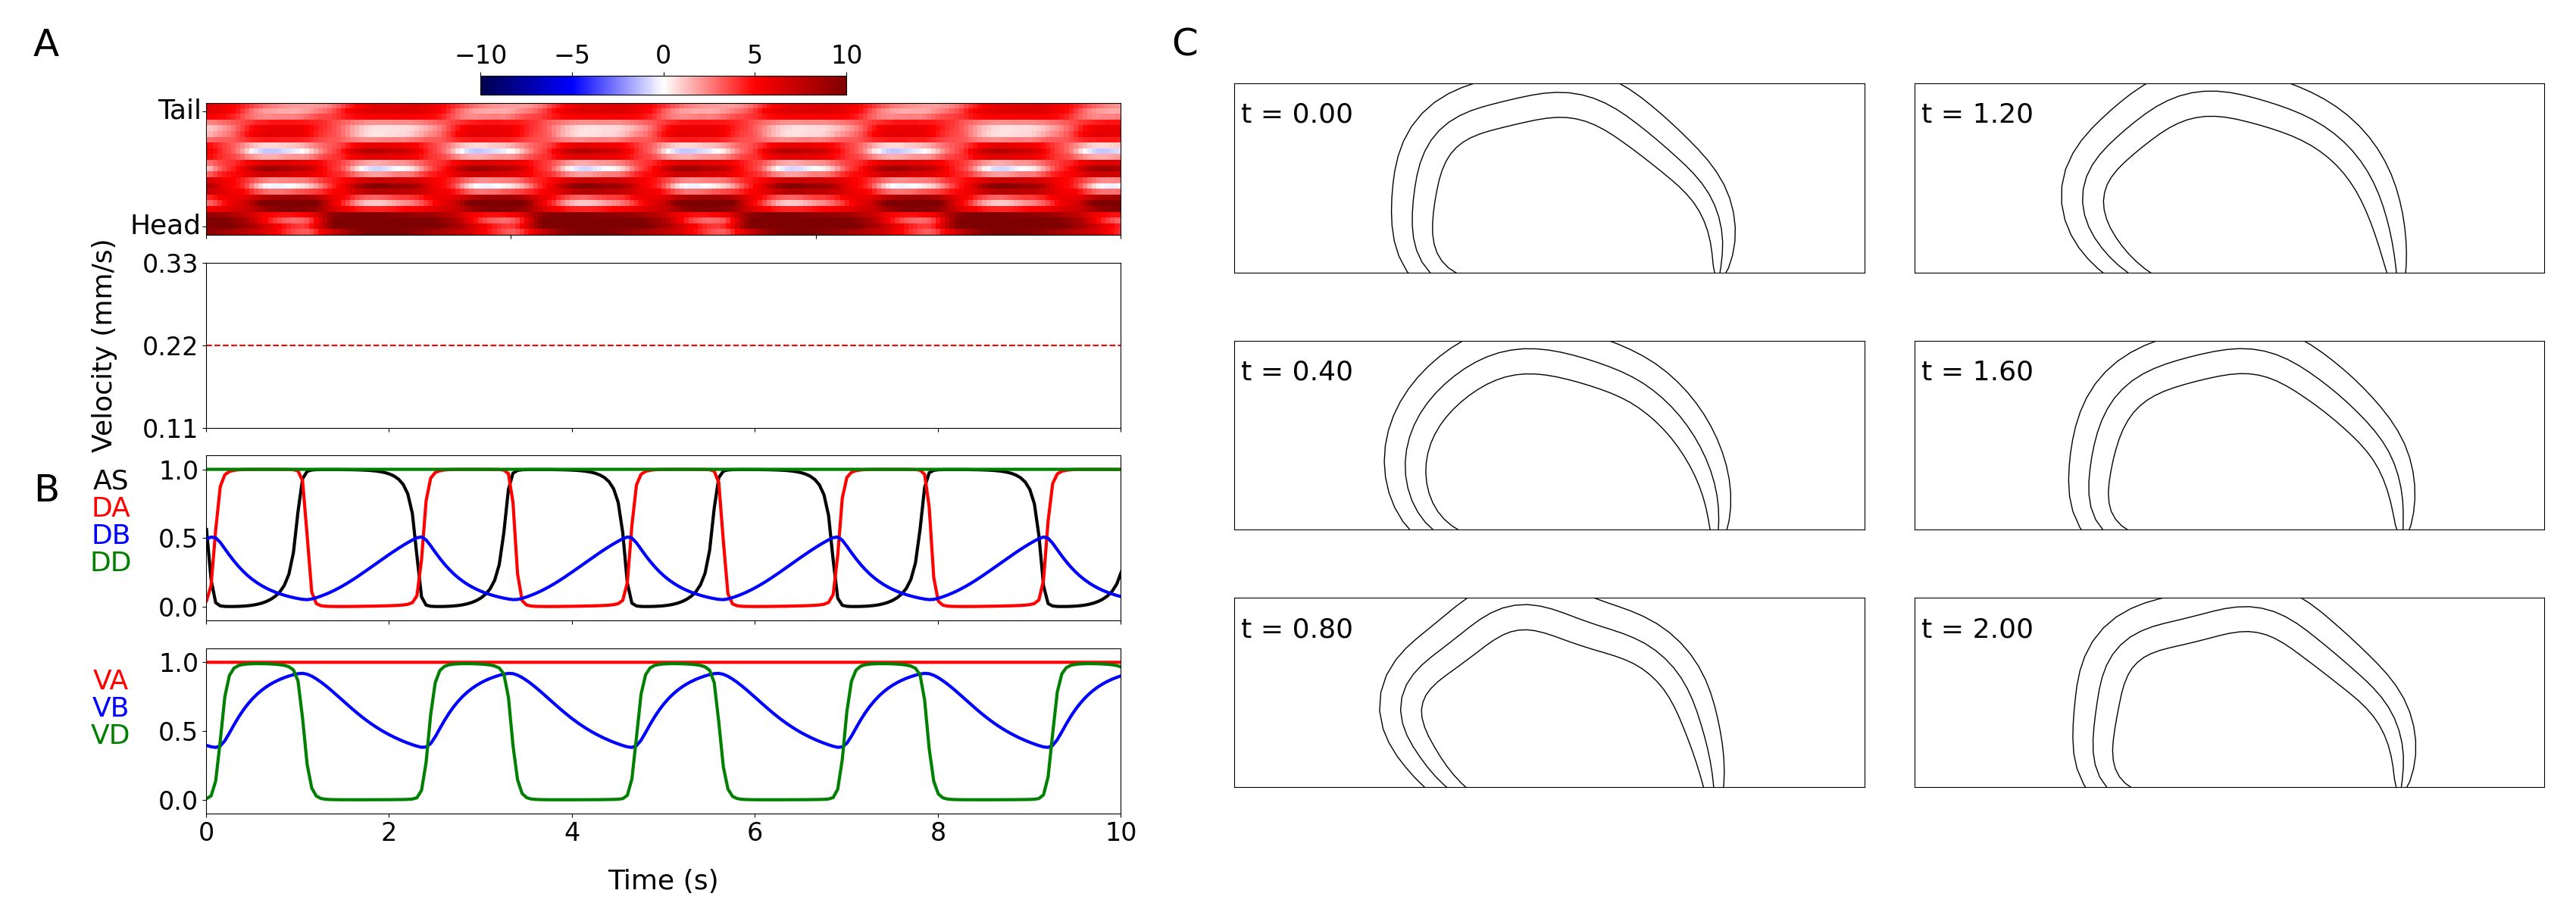 A
−10 −5 0 5 10
Tail
Head
Velocity (mm/s)
0.33
0.22
0.11
B
AS
DA
DB
DD
1.0
0.5
0.0
VA
VB
VD
1.0
0.5
0.0
0 2 4 6 8 10
Time (s)
C
t = 0.00
t = 1.20
t = 0.40
t = 1.60
t = 0.80
t = 2.00